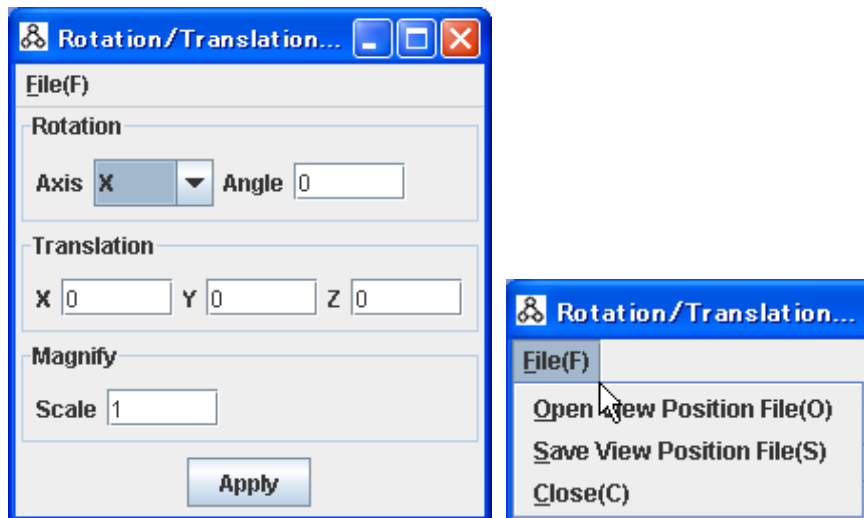 Rotation/Translation...
File(F)
Rotation
Axis X Angle 0
Translation
X 0 Y 0 Z 0
Magnify
Scale 1
Apply
Rotation/Translation...
File(F)
Open View Position File(O)
Save View Position File(S)
Close(C)